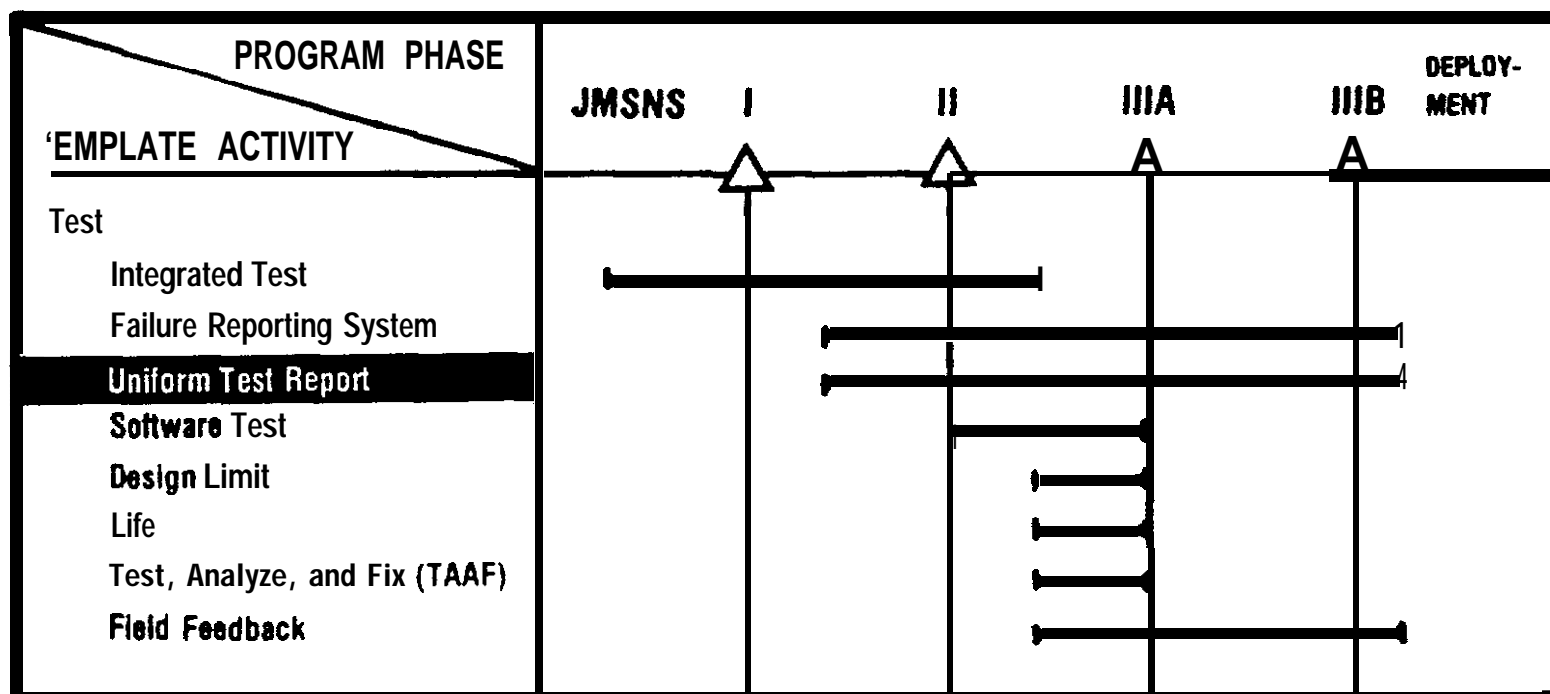 PROGRAM PHASE
'EMPLATE ACTIVITY
JMSNS I II IIIA IIIB DEPLOY-
MENT
A A
Test
Integrated Test
Failure Reporting System
Uniform Test Report
Software Test
Design Limit
Life
Test, Analyze, and Fix (TAAF)
Field Feedback